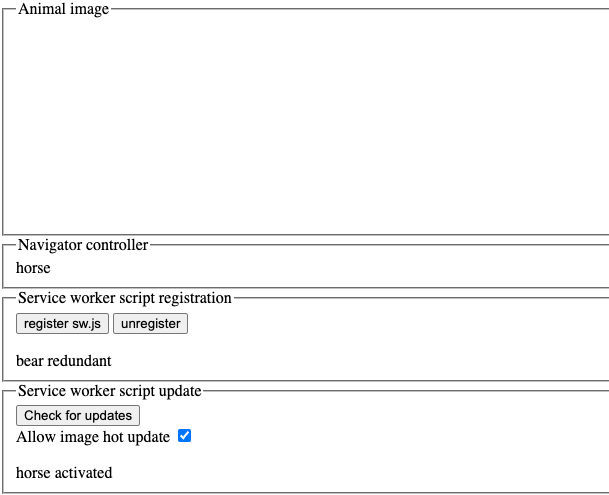 Animal image
Navigator controller
horse
Service worker script registration
register sw.js unregister
bear redundant
Service worker script update
Check for updates
Allow image hot update
horse activated